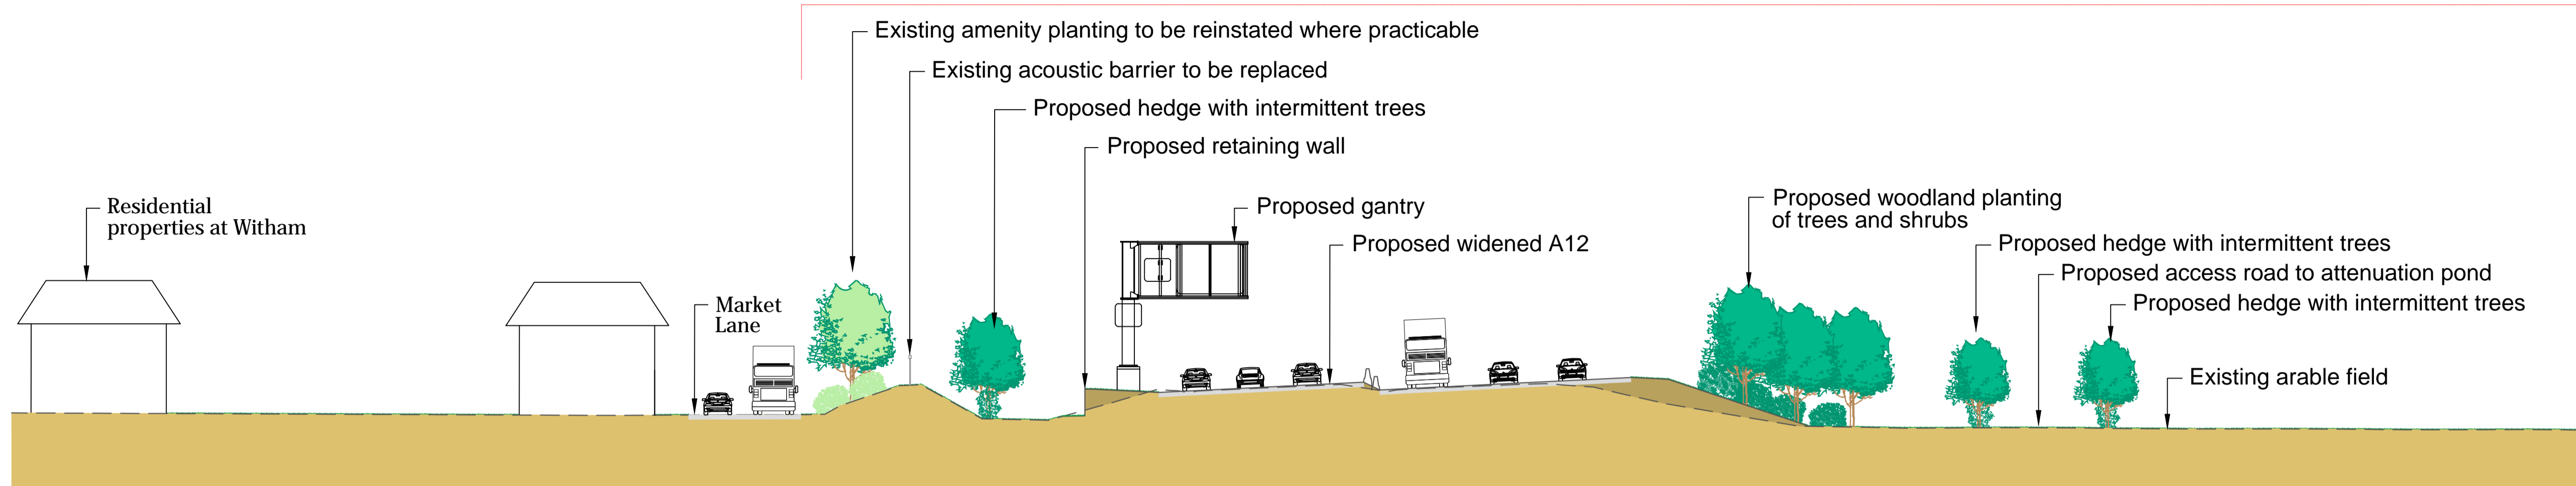 Existing amenity planting to be reinstated where practicable
Existing acoustic barrier to be replaced
Proposed hedge with intermittent trees
Proposed retaining wall
Residential
properties at Witham
Proposed gantry
Proposed widened A12
Market
Lane
Proposed woodland planting
of trees and shrubs
Proposed hedge with intermittent trees
Proposed access road to attenuation pond
Proposed hedge with intermittent trees
Existing arable field